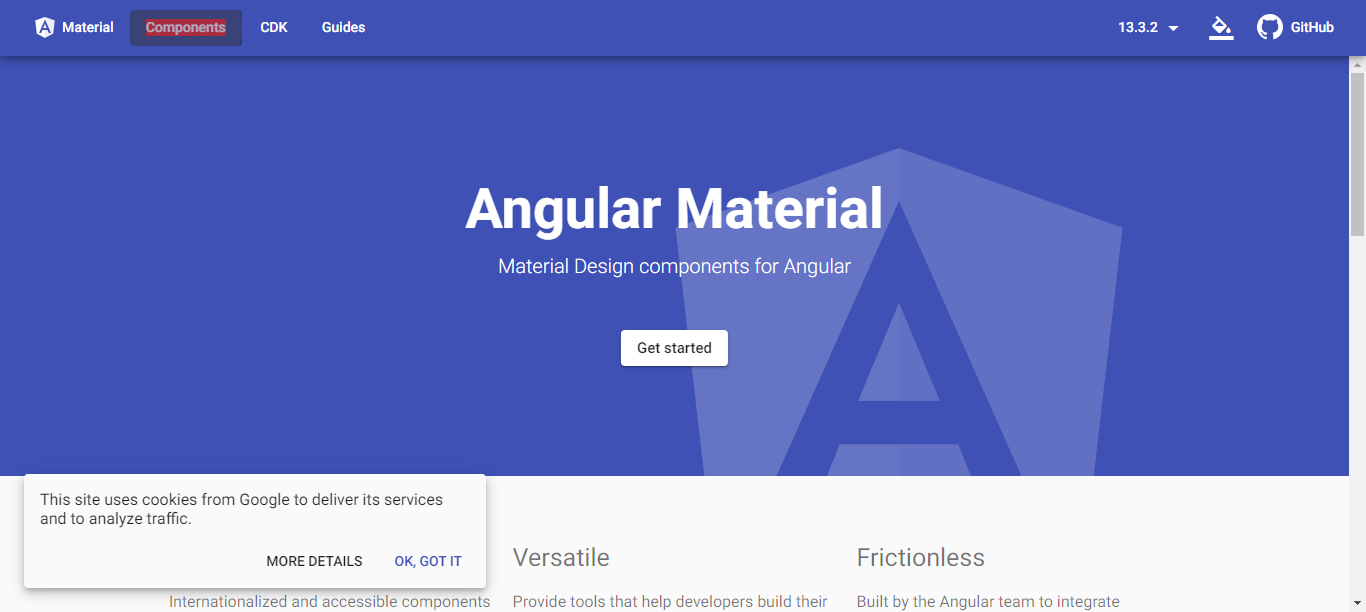 Material Components CDK Guides 13.3.2 GitHub
Angular Material
Material Design components for Angular
Get started
This site uses cookies from Google to deliver its services
and to analyze traffic.
MORE DETAILS OK, GOT IT
Versatile
Frictionless
Internationalized and accessible components
Provide tools that help developers build their
Built by the Angular team to integrate